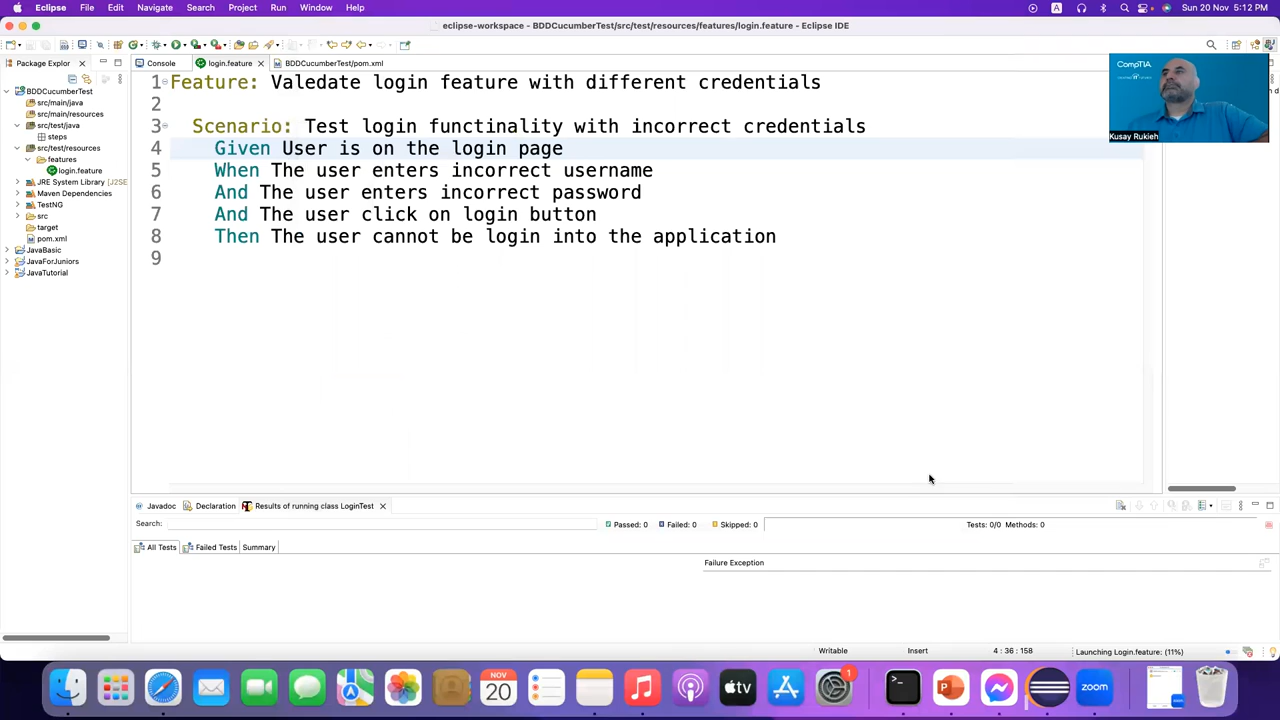 Eclipse File Edit Navigate Search Project Run Window Help Sun 20 Nov 5:12 PM
eclipse-workspace - BDDCucumberTest/src/test/resources/features/login.feature - Eclipse IDE
Package Explor
Console login.feature BDDCucumberTest/pom.xml
BDDCucumberTest
src/main/java
src/main/resources
src/test/java
steps
src/test/resources
features
login.feature
JRE System Library [J2SE
Maven Dependencies
TestNG
src
target
pom.xml
JavaBasic
JavaForJuniors
JavaTutorial
1 Feature: Valedate login feature with different credentials
2
3 Scenario: Test login functinality with incorrect credentials
4 Given User is on the login page
5 When The user enters incorrect username
6 And The user enters incorrect password
7 And The user click on login button
8 Then The user cannot be login into the application
9
CompTIA
Kusay Rukieh
Javadoc Declaration Results of running class LoginTest
Search: Passed: 0 Failed: 0 Skipped: 0 Tests: 0/0 Methods: 0
All Tests Failed Tests Summary
Failure Exception
Writable Insert 4 : 36 : 158 Launching Login.feature: (11%)
NOV
20
tv
1
zoom